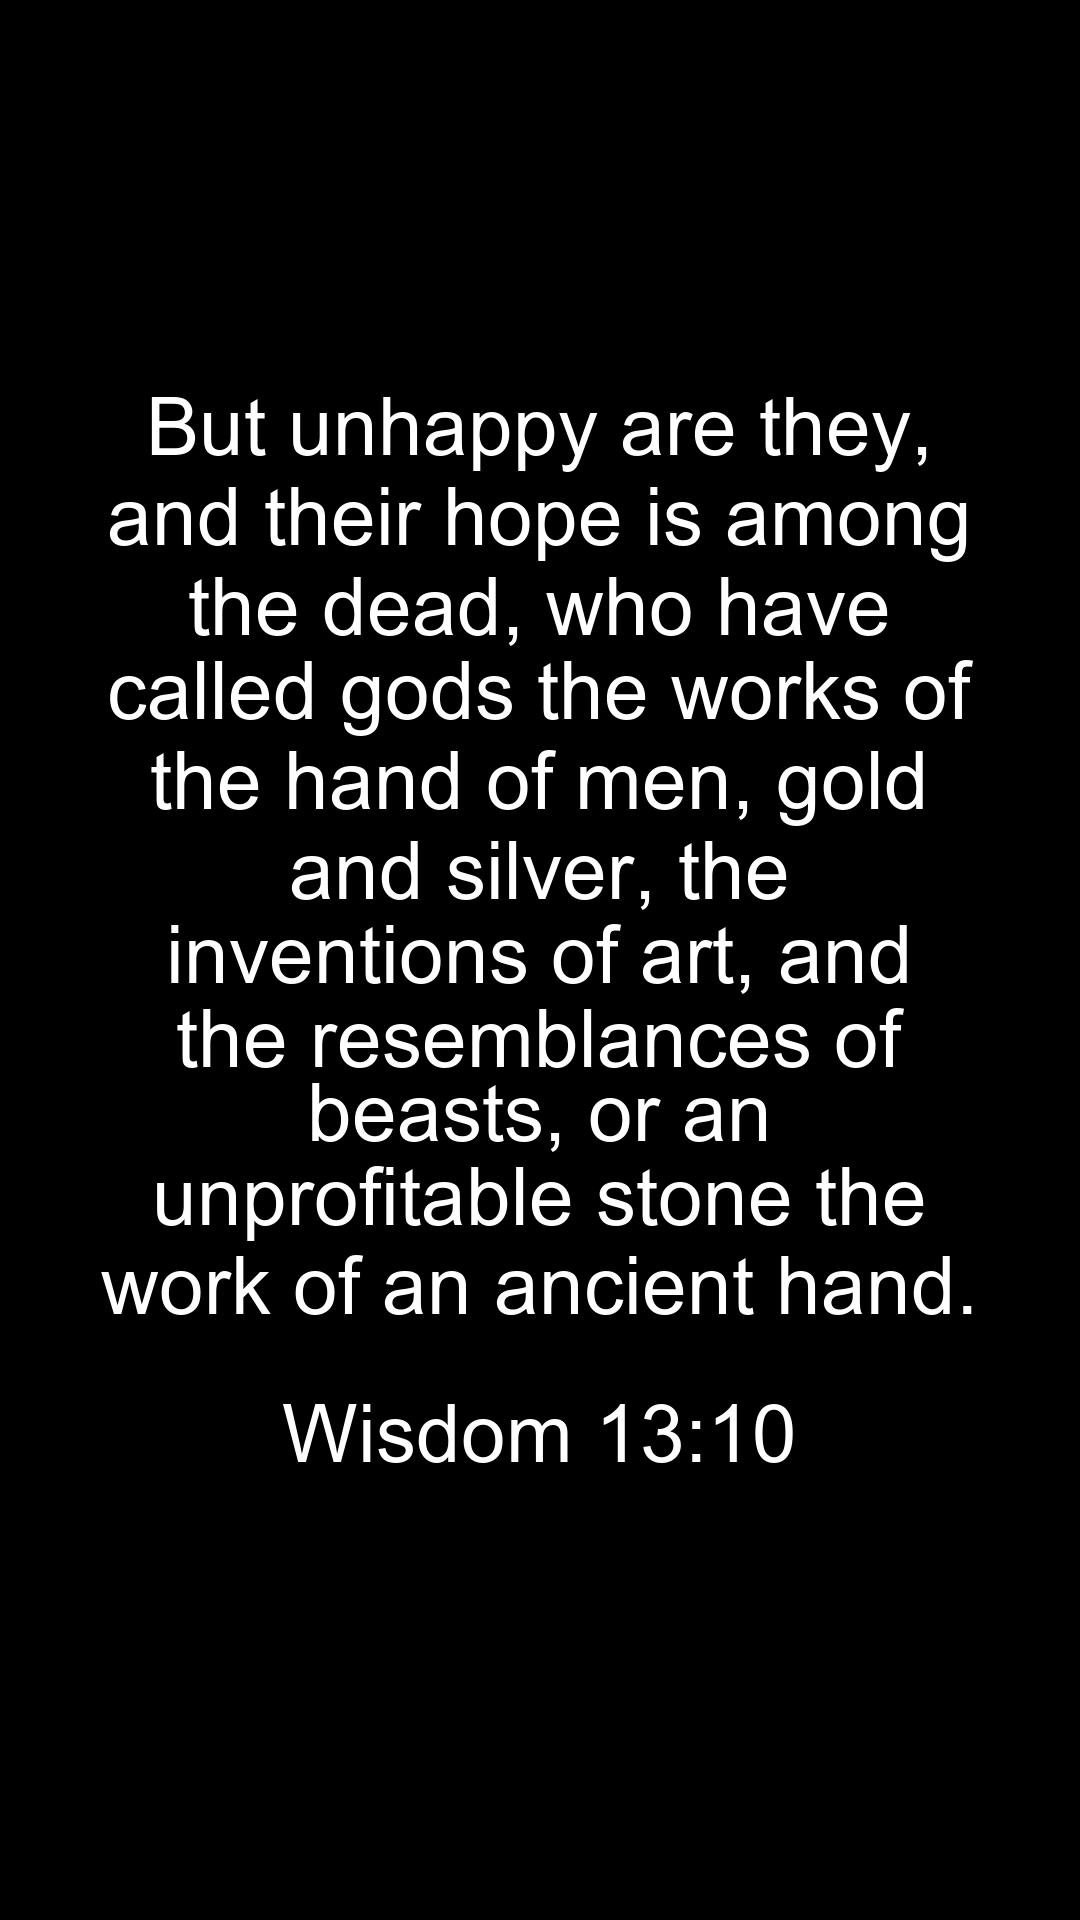 But unhappy are they,
and their hope is among
the dead, who have
called gods the works of
the hand of men, gold
and silver, the
inventions of art, and
the resemblances of
beasts, or an
unprofitable stone the
work of an ancient hand.
Wisdom 13:10